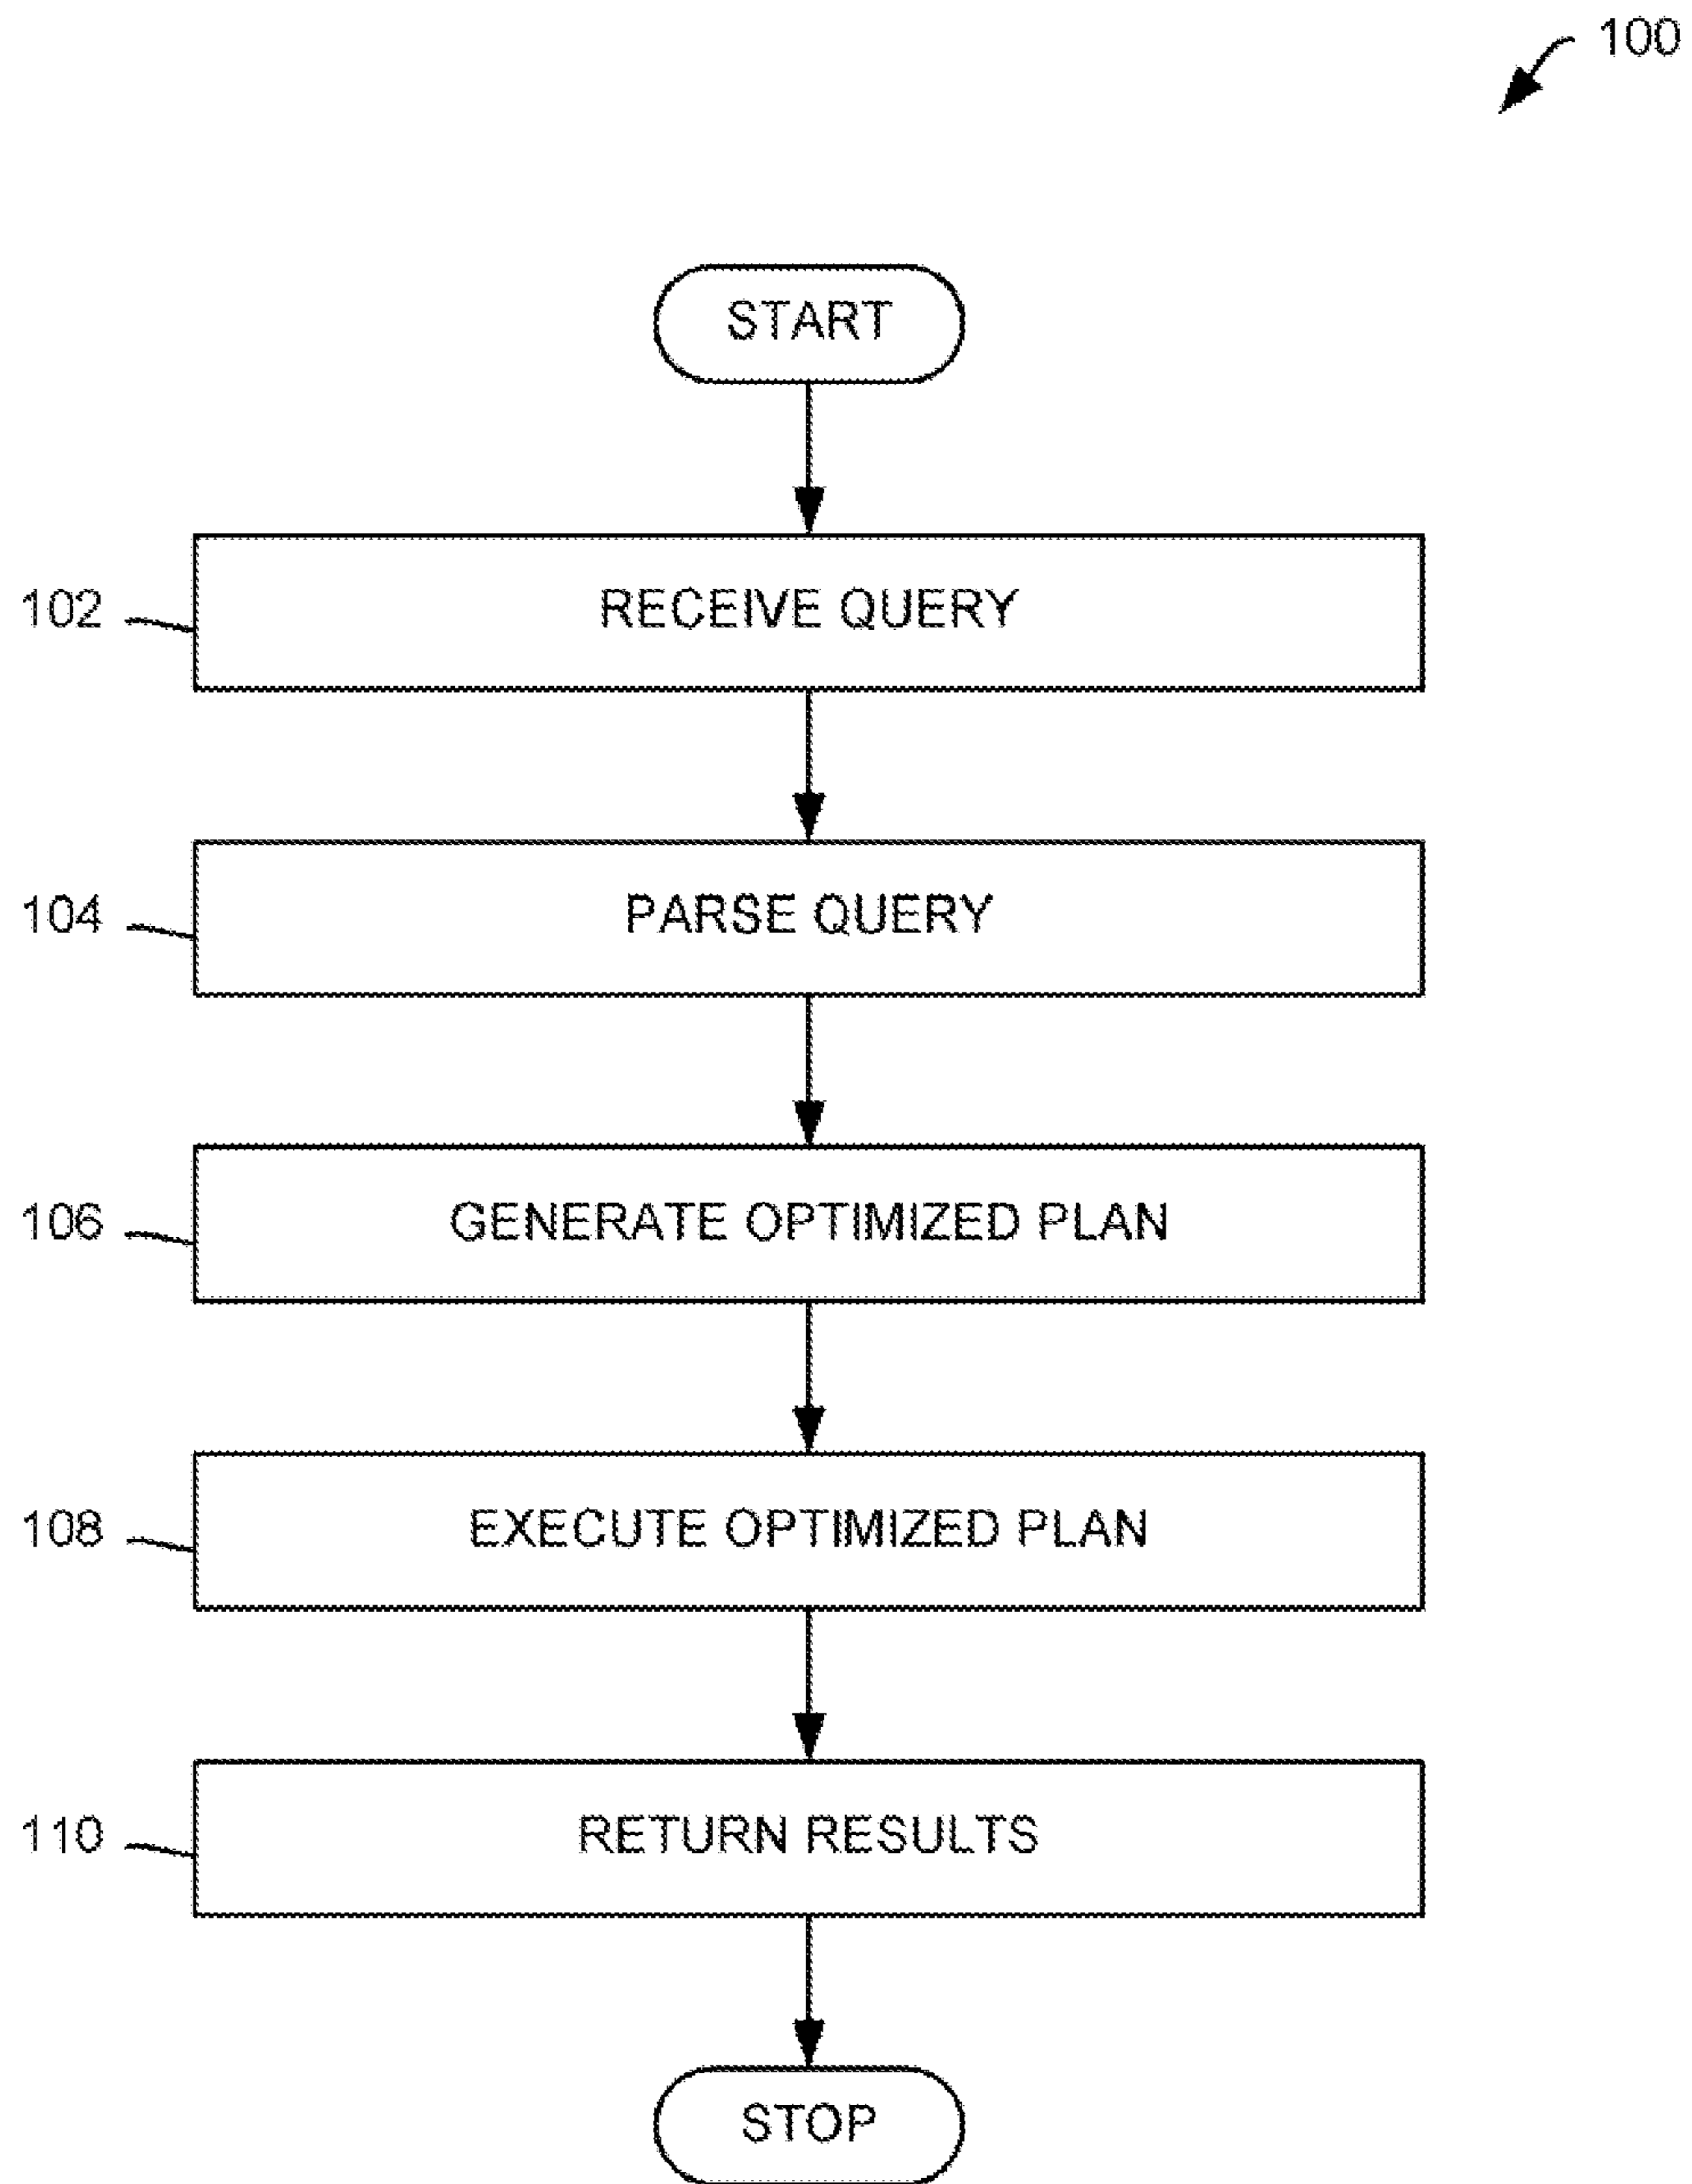 100
START
102 RECEIVE QUERY
104 PARSE QUERY
106 GENERATE OPTIMIZED PLAN
108 EXECUTE OPTIMIZED PLAN
110 RETURN RESULTS
STOP